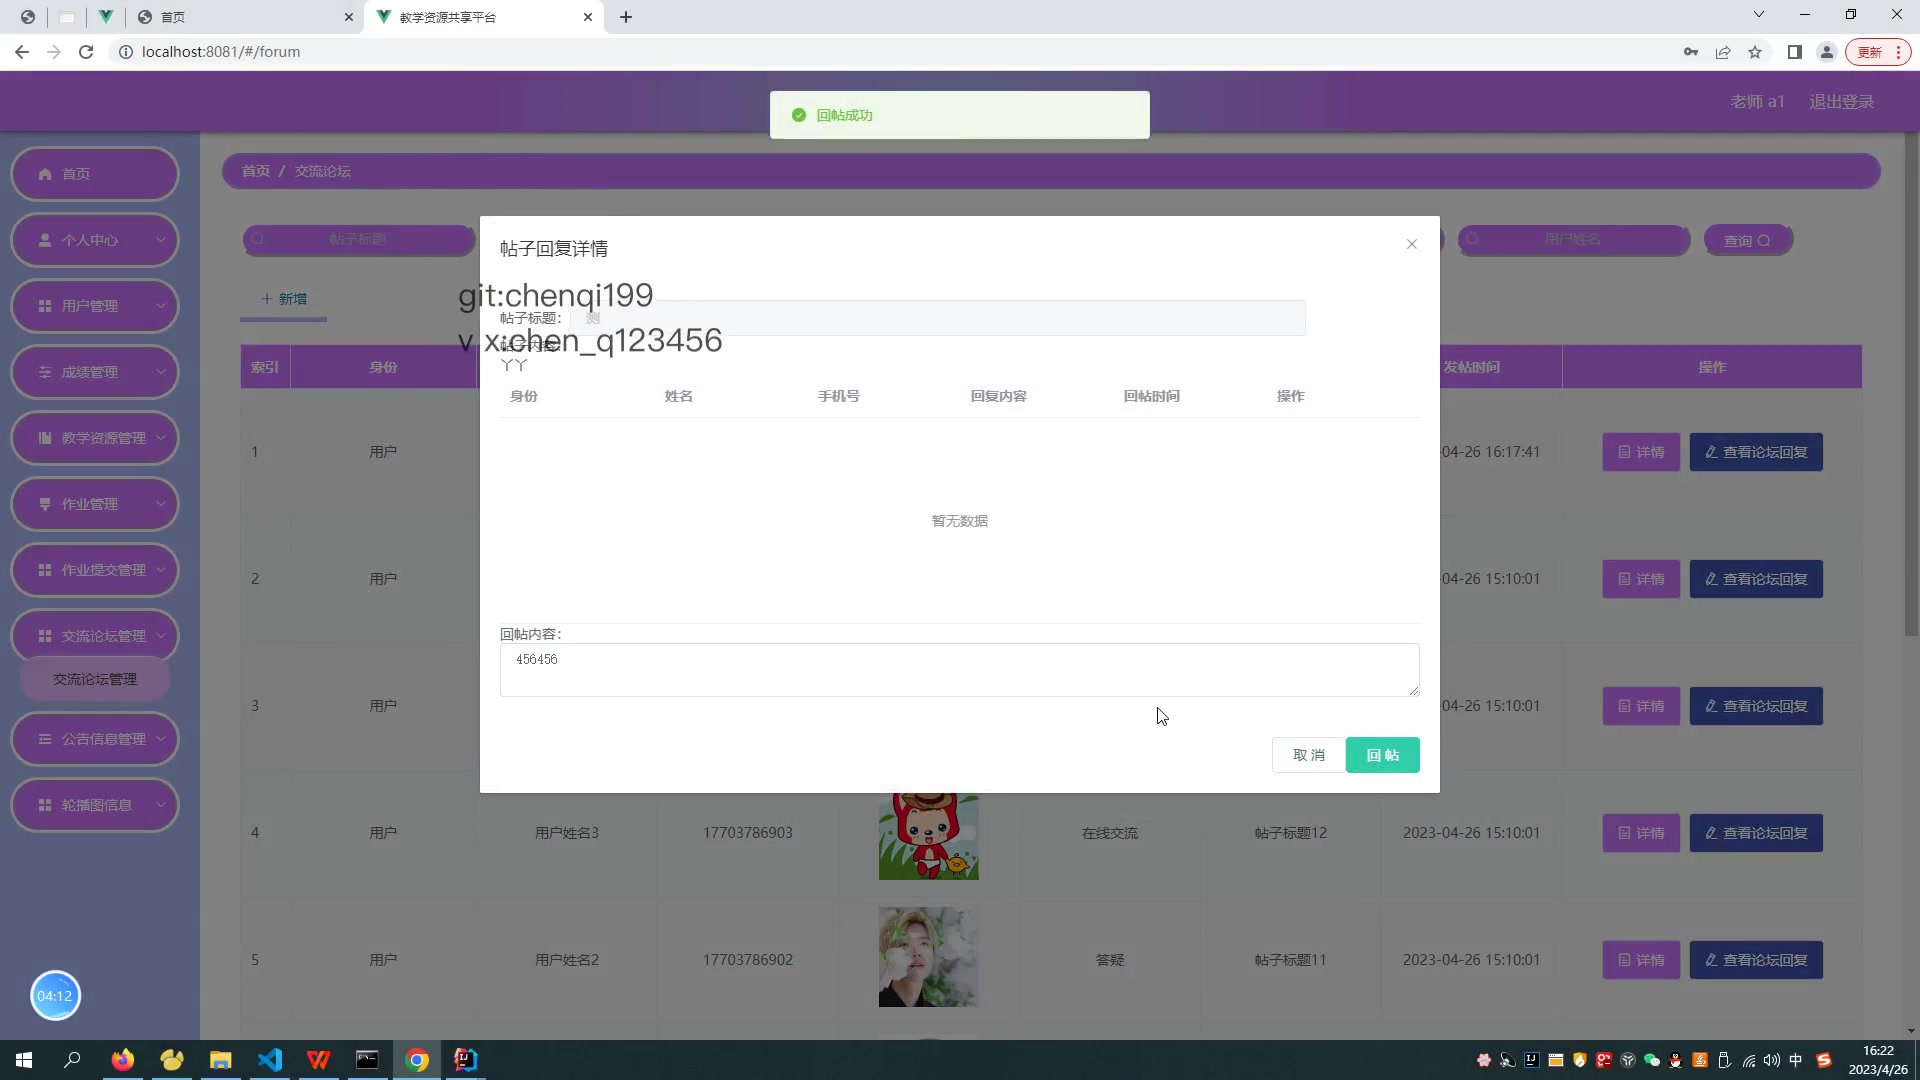 首页
教学资源共享平台
localhost:8081/#/forum
更新
回帖成功
老师 a1
退出登录
首页
个人中心
用户管理
成绩管理
教学资源管理
作业管理
作业提交管理
交流论坛管理
交流论坛管理
公告信息管理
轮播图信息
04:12
首页 / 交流论坛
帖子标题
用户姓名
查询
新增
索引 身份 发帖时间 操作
1 用户 -04-26 16:17:41 详情 查看论坛回复
2 用户 -04-26 15:10:01 详情 查看论坛回复
3 用户 -04-26 15:10:01 详情 查看论坛回复
4 用户 用户姓名3 17703786903 在线交流 帖子标题12 2023-04-26 15:10:01 详情 查看论坛回复
5 用户 用户姓名2 17703786902 答疑 帖子标题11 2023-04-26 15:10:01 详情 查看论坛回复
帖子回复详情
git:chenqi199
帖子标题: 测
v x:chen_q123456
帖子内容:
丫丫
身份 姓名 手机号 回复内容 回帖时间 操作
暂无数据
回帖内容:
456456
取 消
回 帖
中
16:22
2023/4/26